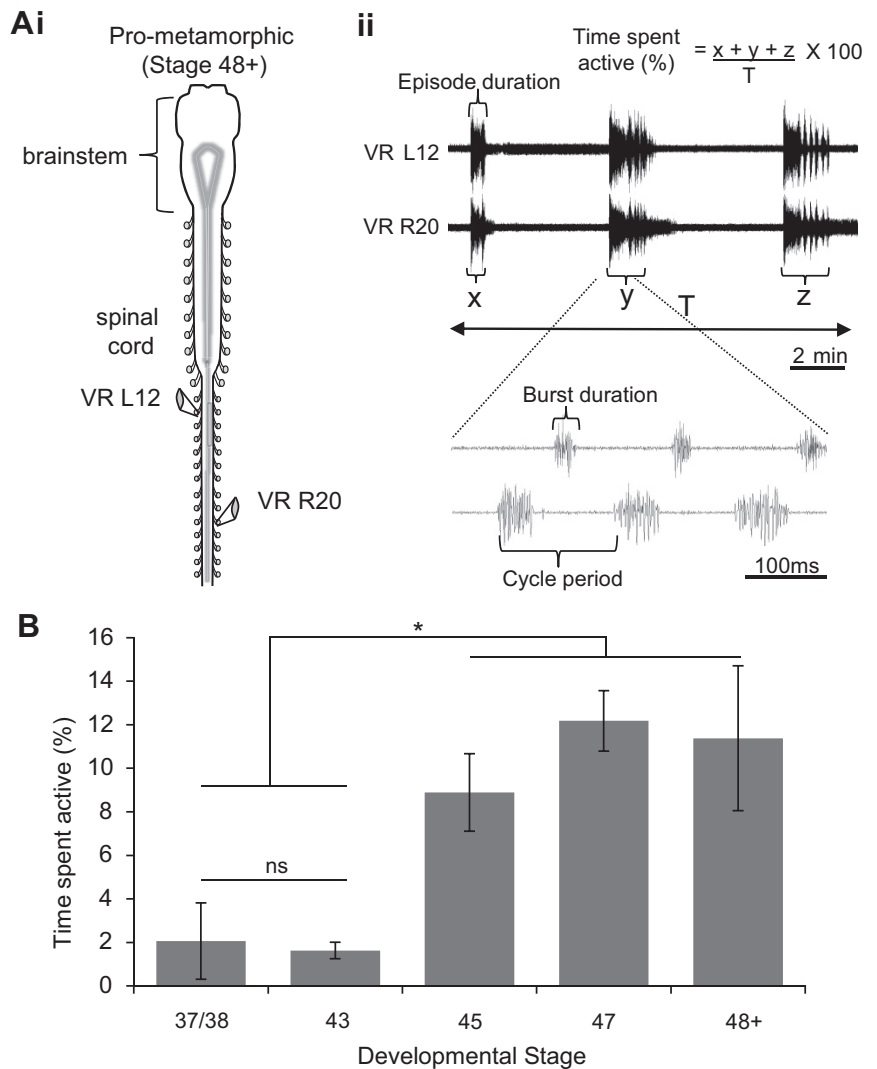 Ai
Pro-metamorphic
(Stage 48+)
brainstem
spinal
cord
VR L12
VR R20
ii
Time spent
active (%)
= x + y + z X 100
T
Episode duration
VR L12
VR R20
x
y
T
z
2 min
Burst duration
Cycle period
100ms
B
Time spent active (%)
16
14
12
10
8
6
4
2
0
*
ns
37/38
43
45
47
48+
Developmental Stage